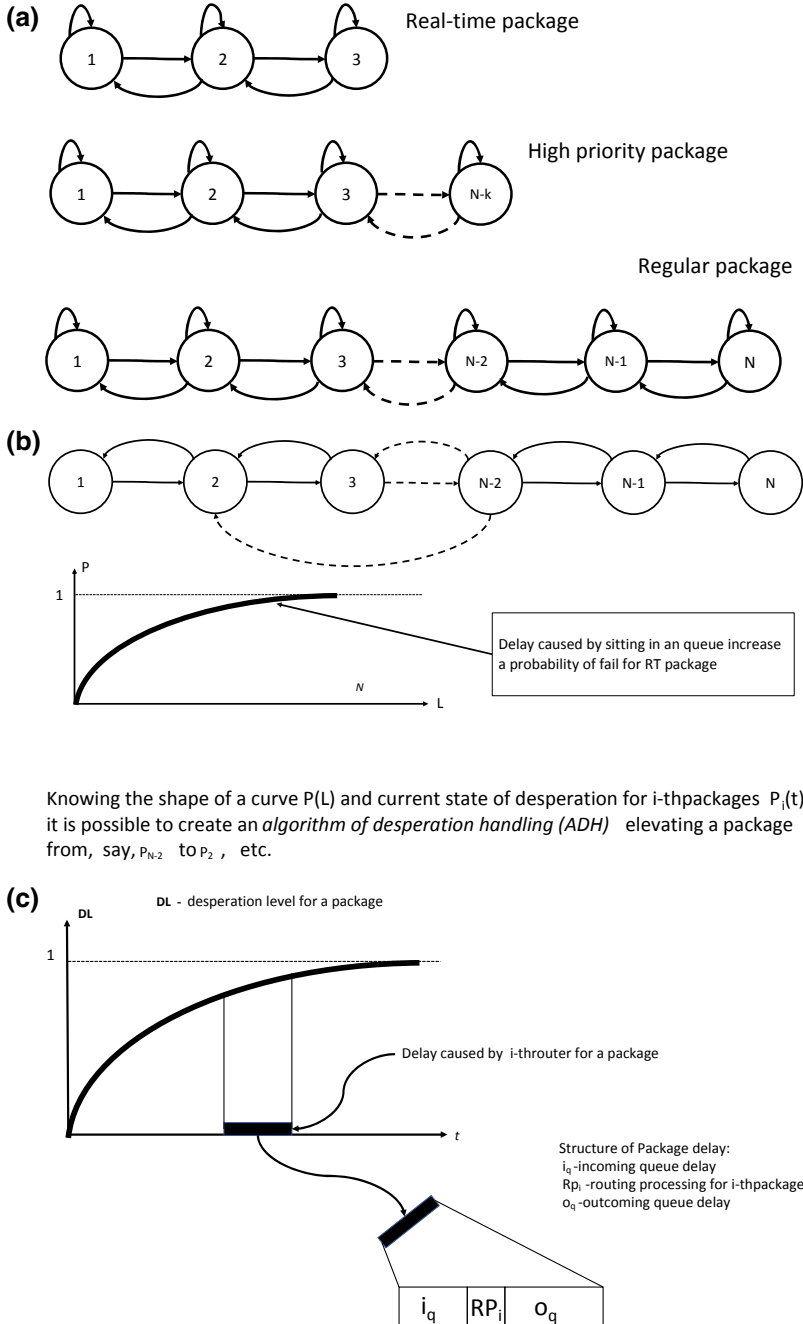 (a)
Real-time package
1 2 3
High priority package
1 2 3 N-k
Regular package
1 2 3 N-2 N-1 N
(b)
1 2 3 N-2 N-1 N
P
1
Delay caused by sitting in an queue increase
a probability of fail for RT package
N
L
Knowing the shape of a curve P(L) and current state of desperation for i-thpackages Pi(t)
it is possible to create an algorithm of desperation handling (ADH) elevating a package
from, say, PN-2 to P2 , etc.
(c)
DL - desperation level for a package
DL
1
Delay caused by i-throuter for a package
t
Structure of Package delay:
iq -incoming queue delay
Rpi -routing processing for i-thpackage
oq -outcoming queue delay
iq RPi oq